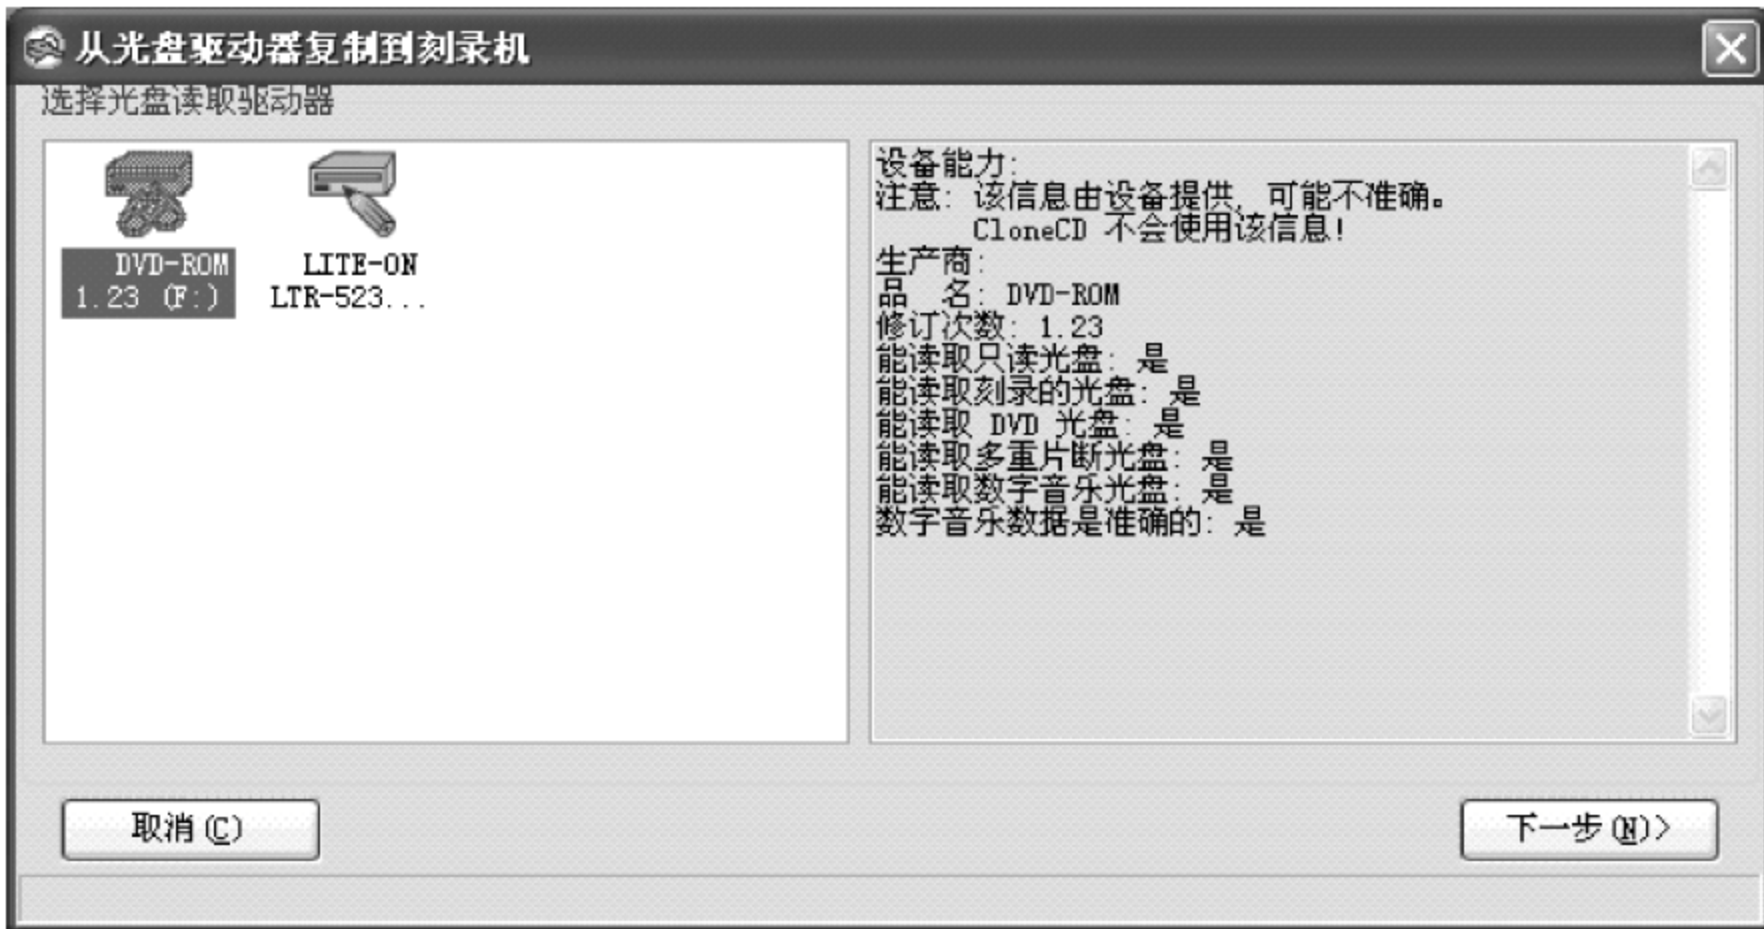 从光盘驱动器复制到刻录机
选择光盘读取驱动器
DVD-ROM
1.23 (F:)
LITE-ON
LTR-523...
设备能力:
注意: 该信息由设备提供, 可能不准确。
CloneCD 不会使用该信息!
生产商:
品 名: DVD-ROM
修订次数: 1.23
能读取只读光盘: 是
能读取刻录的光盘: 是
能读取 DVD 光盘: 是
能读取多重片断光盘: 是
能读取数字音乐光盘: 是
数字音乐数据是准确的: 是
取消(C)
下一步(N)>